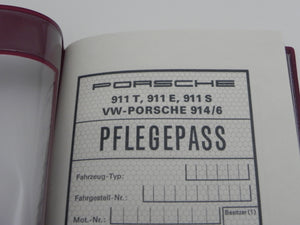 PORSCHE
911 T, 911 E, 911 S
VW-PORSCHE 914/6
PFLEGEPASS
Fahrzeug-Typ:
Fahrgestell-Nr.:
Besitzer (1)
Mot.-Nr.: